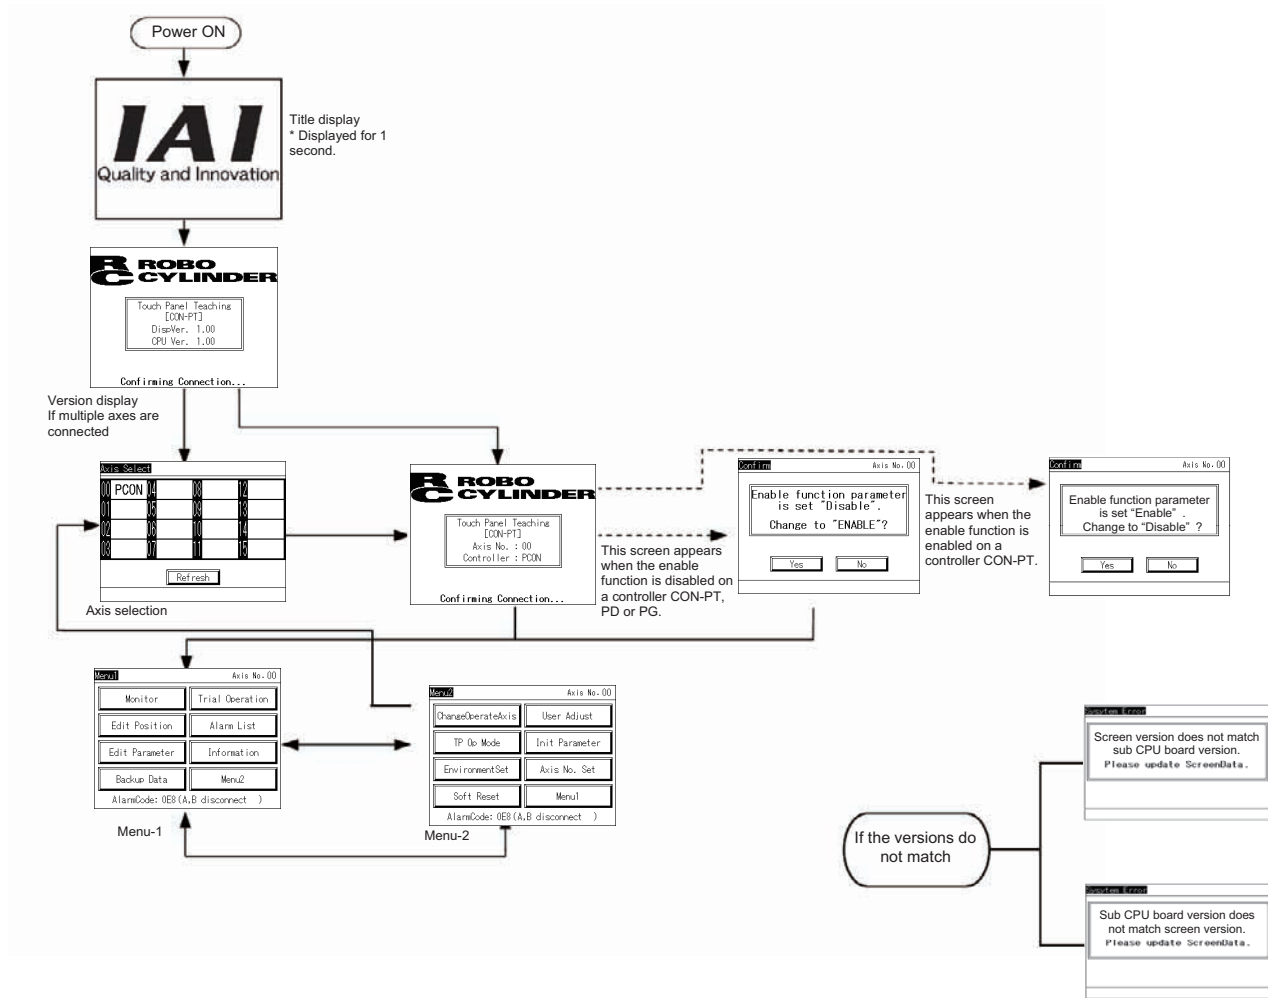 Power ON
IAI
Quality and Innovation
Title display
* Displayed for 1
second.
RC ROBO
CYLINDER
Touch Panel Teaching
[CON-PT]
DispVer. 1.00
CPU Ver. 1.00
Confirming Connection...
Version display
If multiple axes are
connected
Axis Select
00 PCON 04 08 12
01 05 09 13
02 06 10 14
03 07 11 15
Refresh
Axis selection
RC ROBO
CYLINDER
Touch Panel Teaching
[CON-PT]
Axis No. : 00
Controller : PCON
Confirming Connection...
This screen appears
when the enable
function is disabled on
a controller CON-PT,
PD or PG.
Confirm Axis No. 00
Enable function parameter
is set "Disable".
Change to "ENABLE"?
Yes No
This screen
appears when the
enable function is
enabled on a
controller CON-PT.
Confirm Axis No. 00
Enable function parameter
is set “Enable” .
Change to “Disable” ?
Yes No
Menu1 Axis No. 00
Monitor Trial Operation
Edit Position Alarm List
Edit Parameter Information
Backup Data Menu2
AlarmCode: 0E8(A,B disconnect )
Menu-1
Menu2 Axis No. 00
ChangeOperateAxis User Adjust
TP Op Mode Init Parameter
EnvironmentSet Axis No. Set
Soft Reset Menu1
AlarmCode: 0E8(A,B disconnect )
Menu-2
If the versions do
not match
Sysytem Error
Screen version does not match
sub CPU board version.
Please update ScreenData.
Sysytem Error
Sub CPU board version does
not match screen version.
Please update ScreenData.